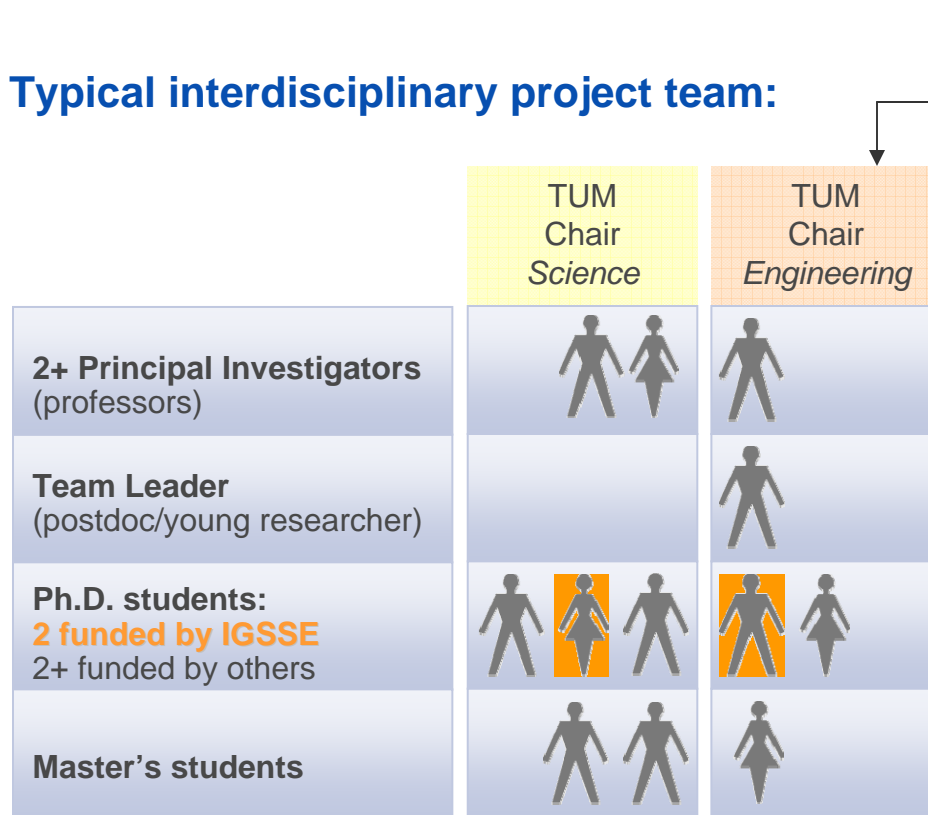 Typical interdisciplinary project team:
TUM
Chair
Science
TUM
Chair
Engineering
2+ Principal Investigators
(professors)
Team Leader
(postdoc/young researcher)
Ph.D. students:
2 funded by IGSSE
2+ funded by others
Master’s students